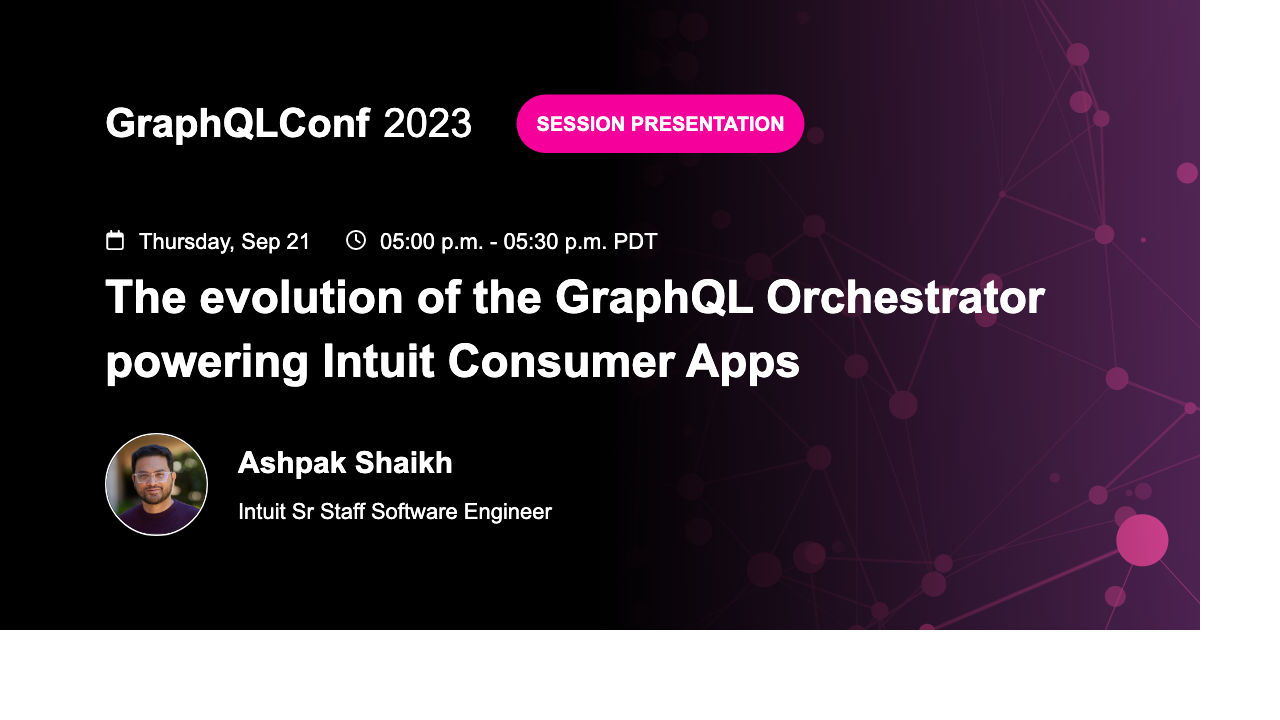 GraphQLConf 2023
SESSION PRESENTATION
Thursday, Sep 21
05:00 p.m. - 05:30 p.m. PDT
The evolution of the GraphQL Orchestrator
powering Intuit Consumer Apps
Ashpak Shaikh
Intuit Sr Staff Software Engineer